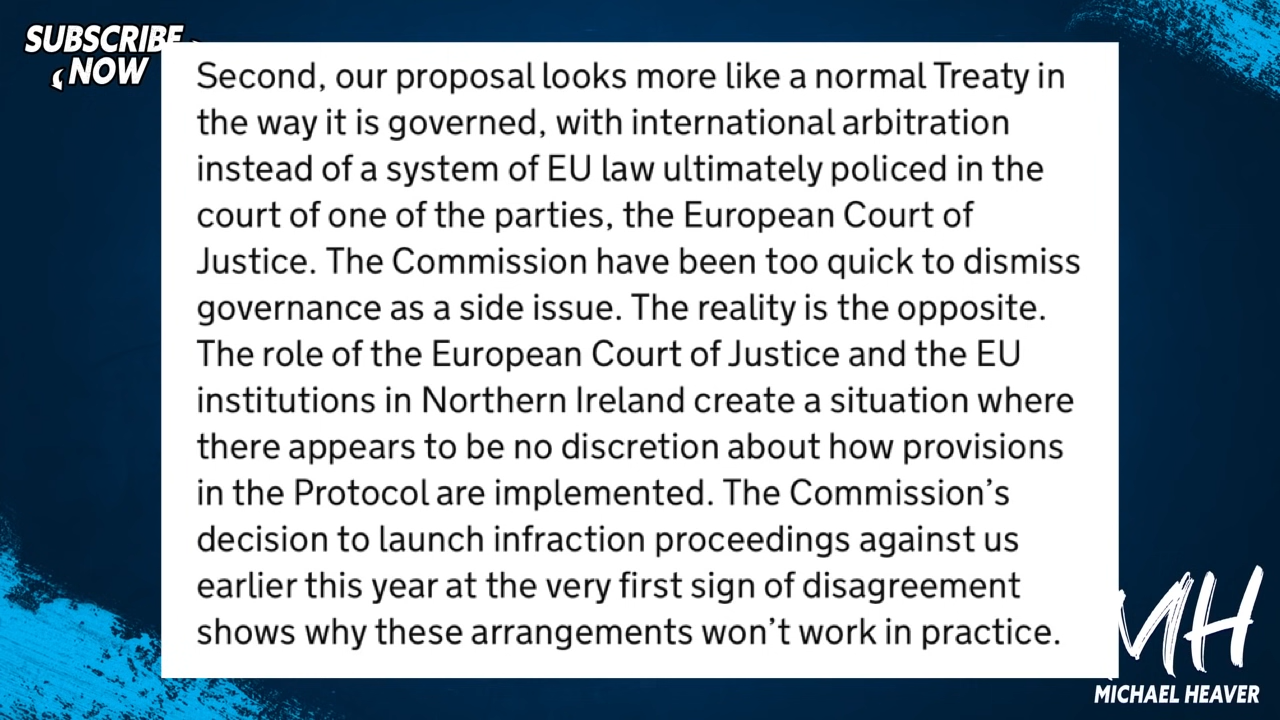 SUBSCRIBE
NOW
Second, our proposal looks more like a normal Treaty in
the way it is governed, with international arbitration
instead of a system of EU law ultimately policed in the
court of one of the parties, the European Court of
Justice. The Commission have been too quick to dismiss
governance as a side issue. The reality is the opposite.
The role of the European Court of Justice and the EU
institutions in Northern Ireland create a situation where
there appears to be no discretion about how provisions
in the Protocol are implemented. The Commission’s
decision to launch infraction proceedings against us
earlier this year at the very first sign of disagreement
shows why these arrangements won’t work in practice.
MH
MICHAEL HEAVER